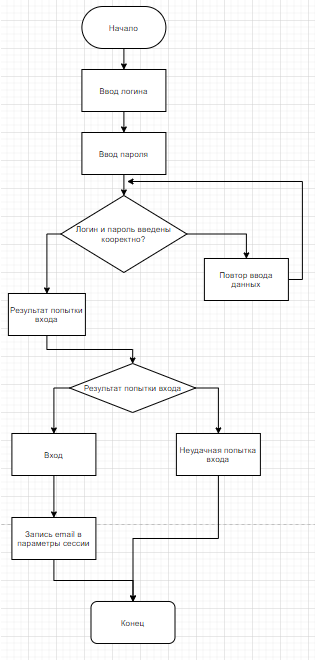 Начало
Ввод логина
Ввод пароля
Логин и пароль введены
коорректно?
Повтор ввода
данных
Результат попытки
входа
Результат попытки входа
Вход
Неудачная попытка
входа
Запись email в
параметры сессии
Конец